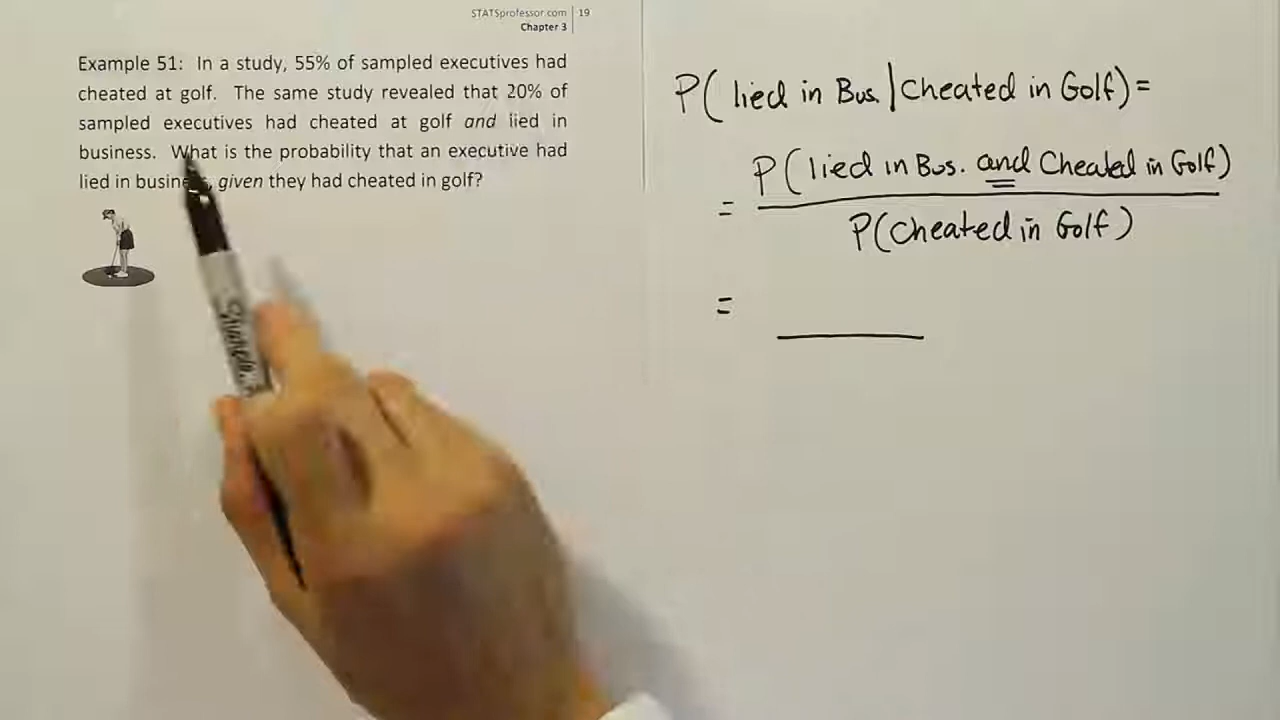 STATSprofessor.com | 19
Chapter 3
Example 51: In a study, 55% of sampled executives had
cheated at golf. The same study revealed that 20% of
sampled executives had cheated at golf and lied in
business. What is the probability that an executive had
lied in busine, given they had cheated in golf?
P( lied in Bus. | Cheated in Golf) =
P( lied in Bus. and Cheated in Golf)
=
P(Cheated in Golf)
=
Sharpie